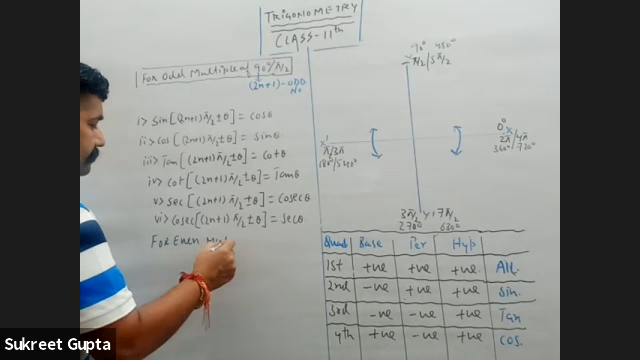 TRIGONOMETRY
CLASS-11th
For Odd Multiple of 90°/π/2
(2n+1) - ODD
No
i> Sin[(2n+1)π/2±θ] = Cosθ
ii> Cos[(2n+1)π/2±θ] = Sinθ
iii> Tan[(2n+1)π/2±θ] = Cotθ
iv> Cot[(2n+1)π/2±θ] = Tanθ
v> Sec[(2n+1)π/2±θ] = Cosecθ
vi> Cosec[(2n+1)π/2±θ] = Secθ
For Even Mul
90° 450°
Y π/2/5π/2
X' π/3π
180°/540°
0° X
2π/4π
360°/720°
3π/2 Y' 7π/2
270° 630°
Quad Base Per Hyp
1st +ve +ve +ve All
2nd -ve +ve +ve Sin.
3rd -ve -ve +ve Tan
4th +ve -ve +ve Cos.
Sukreet Gupta